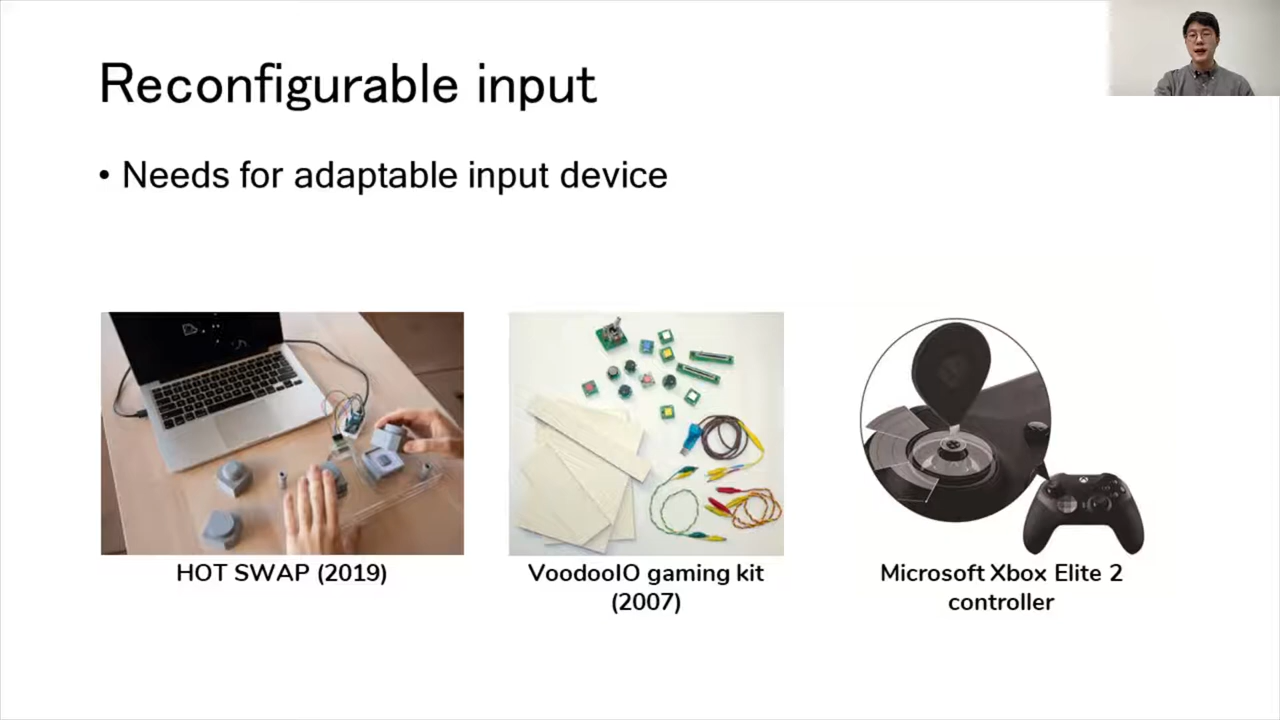 Reconfigurable input
• Needs for adaptable input device
HOT SWAP (2019)
VoodooIO gaming kit
(2007)
Microsoft Xbox Elite 2
controller